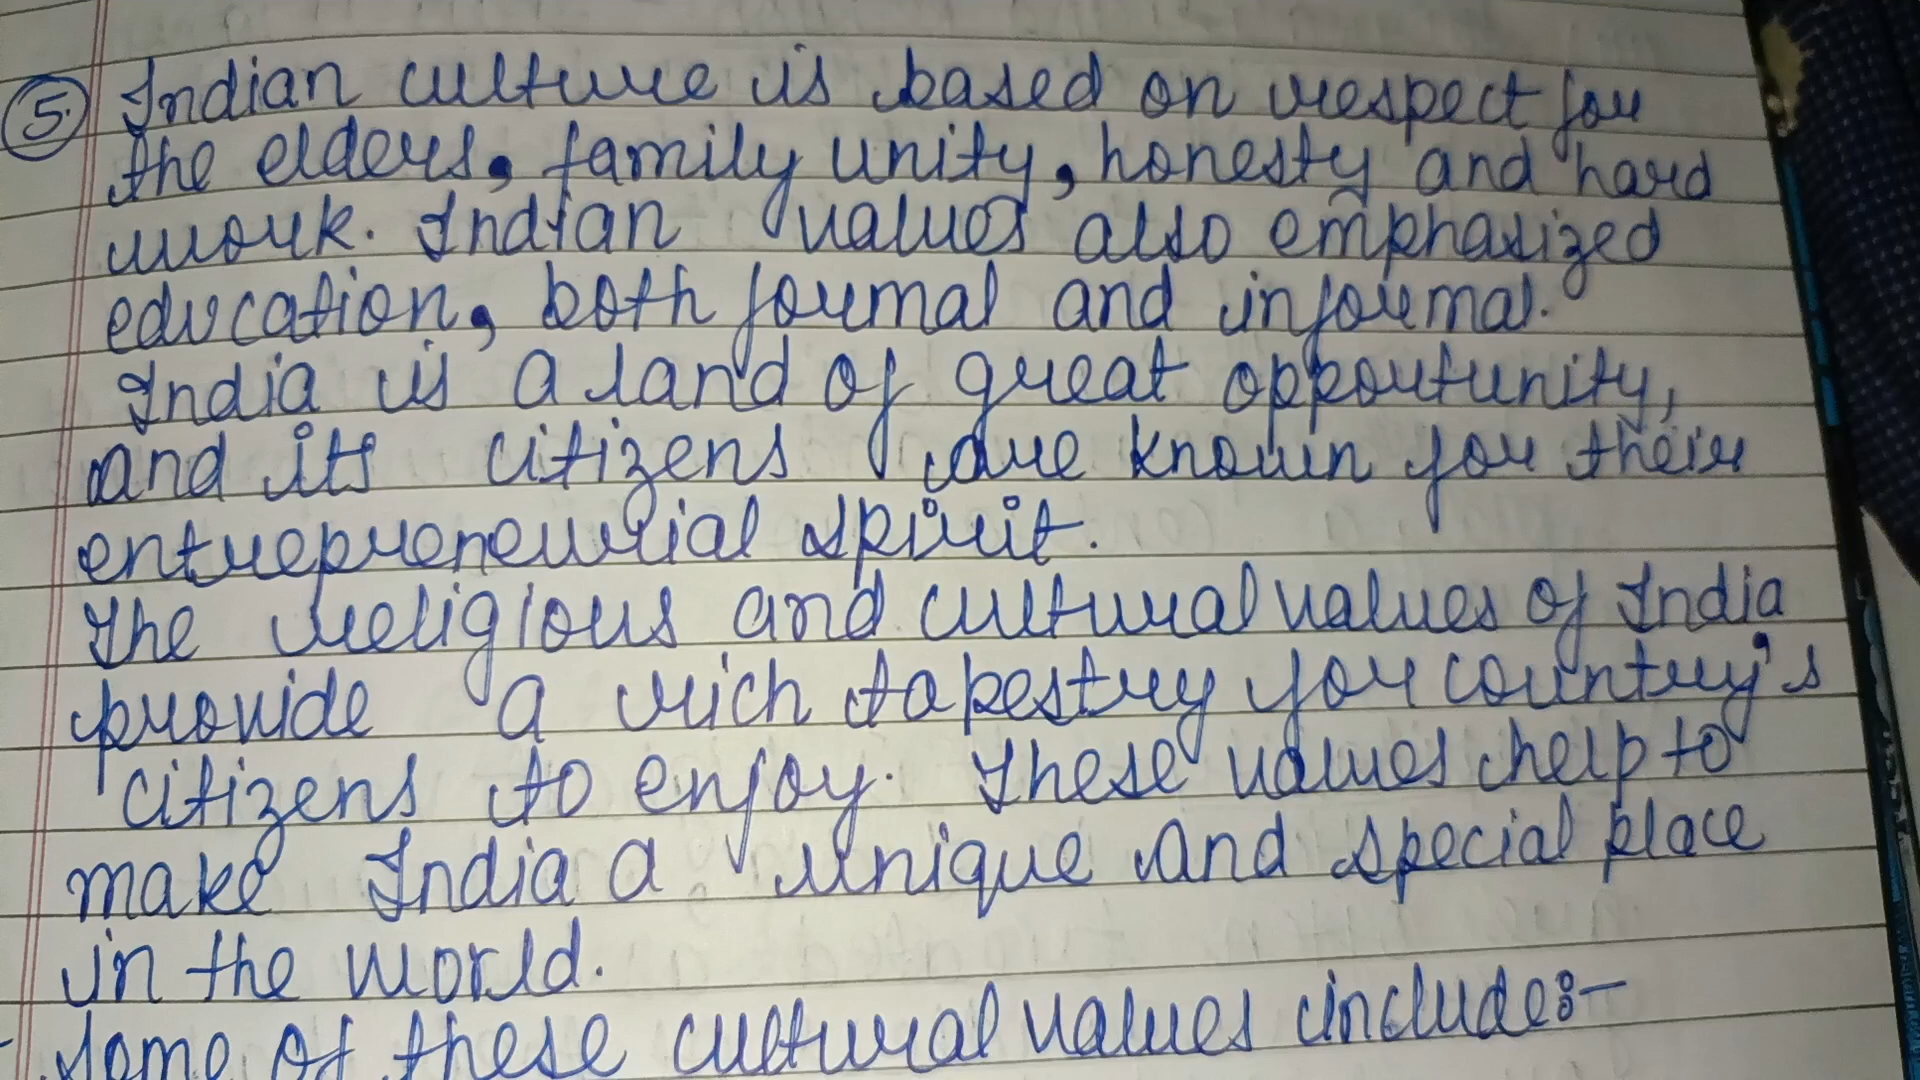 5. Indian culture is based on respect for
the elders, family unity, honesty and hard
work. Indian values also emphasized
education, both formal and informal.
India is a land of great opportunity,
and its citizens are known for their
entrepreneurial spirit.
The religious and cultural values of India
provide a rich tapestry for country's
citizens to enjoy. These values help to
make India a unique and special place
in the world.
- Some of these cultural values include:-